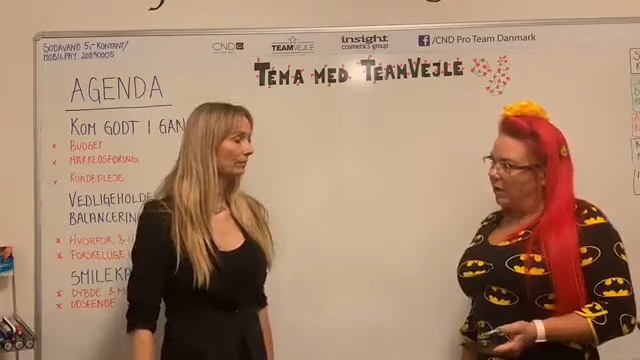 SODAVAND 5,- KONTANT/
MOBILPAY 20890005
CND
TEAMVEJLE
insight
cosmetics group
/CND Pro Team Danmark
TEMA MED TEAMVEJLE
AGENDA
KOM GODT I GAN
BUDGET
MARKEDSFØRING
KUNDEPLEJE
VEDLIGEHOLDE
BALANCERING
HVORFOR &
FORSKELLIGE
SMILEK
DYBDE &
UDSEENDE